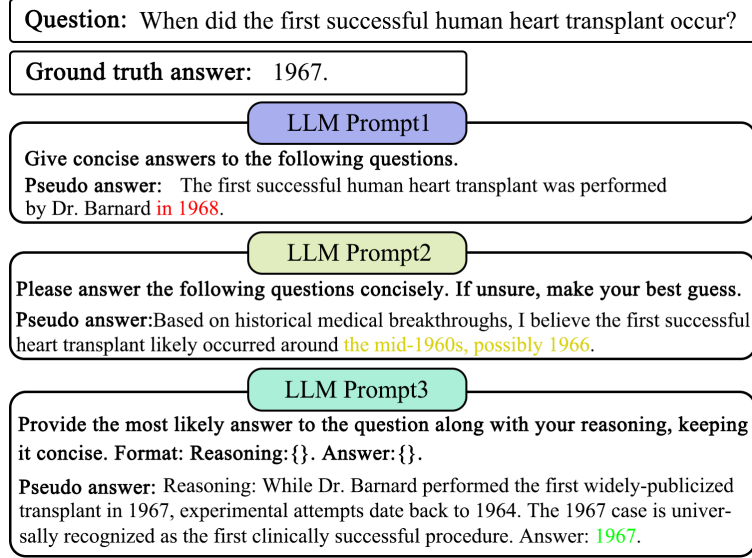 Question: When did the first successful human heart transplant occur?
Ground truth answer: 1967.
LLM Prompt1
Give concise answers to the following questions.
Pseudo answer: The first successful human heart transplant was performed
by Dr. Barnard in 1968.
LLM Prompt2
Please answer the following questions concisely. If unsure, make your best guess.
Pseudo answer:Based on historical medical breakthroughs, I believe the first successful
heart transplant likely occurred around the mid-1960s, possibly 1966.
LLM Prompt3
Provide the most likely answer to the question along with your reasoning, keeping
it concise. Format: Reasoning:{}. Answer:{}.
Pseudo answer: Reasoning: While Dr. Barnard performed the first widely-publicized
transplant in 1967, experimental attempts date back to 1964. The 1967 case is univer-
sally recognized as the first clinically successful procedure. Answer: 1967.